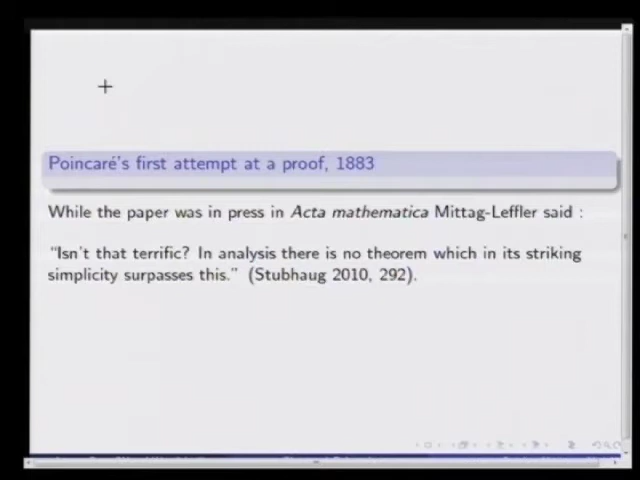 Poincaré's first attempt at a proof, 1883
While the paper was in press in Acta mathematica Mittag-Leffler said :
"Isn't that terrific? In analysis there is no theorem which in its striking
simplicity surpasses this." (Stubhaug 2010, 292).